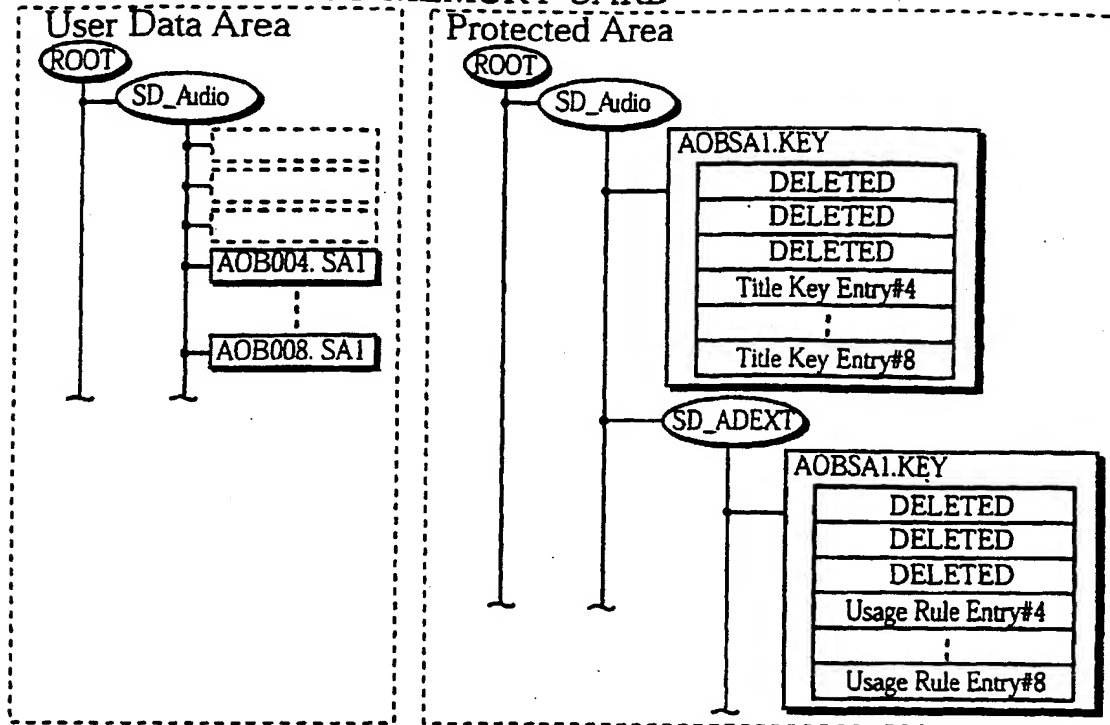 MEMORY CARD
User Data Area
ROOT
SD_Audio
AOB004. SA1
AOB008. SA1
Protected Area
ROOT
SD_Audio
AOBSA1.KEY
DELETED
DELETED
DELETED
Title Key Entry#4
Title Key Entry#8
SD_ADEXT
AOBSA1.KEY
DELETED
DELETED
DELETED
Usage Rule Entry#4
Usage Rule Entry#8